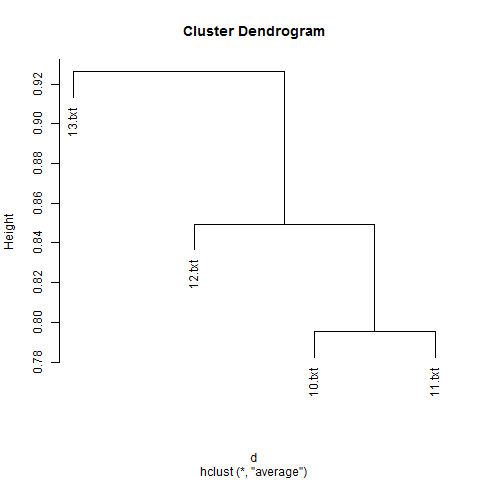 Cluster Dendrogram
Height
0.92
0.90
0.88
0.86
0.84
0.82
0.80
0.78
13.txt
12.txt
10.txt
11.txt
d
hclust (*, "average")